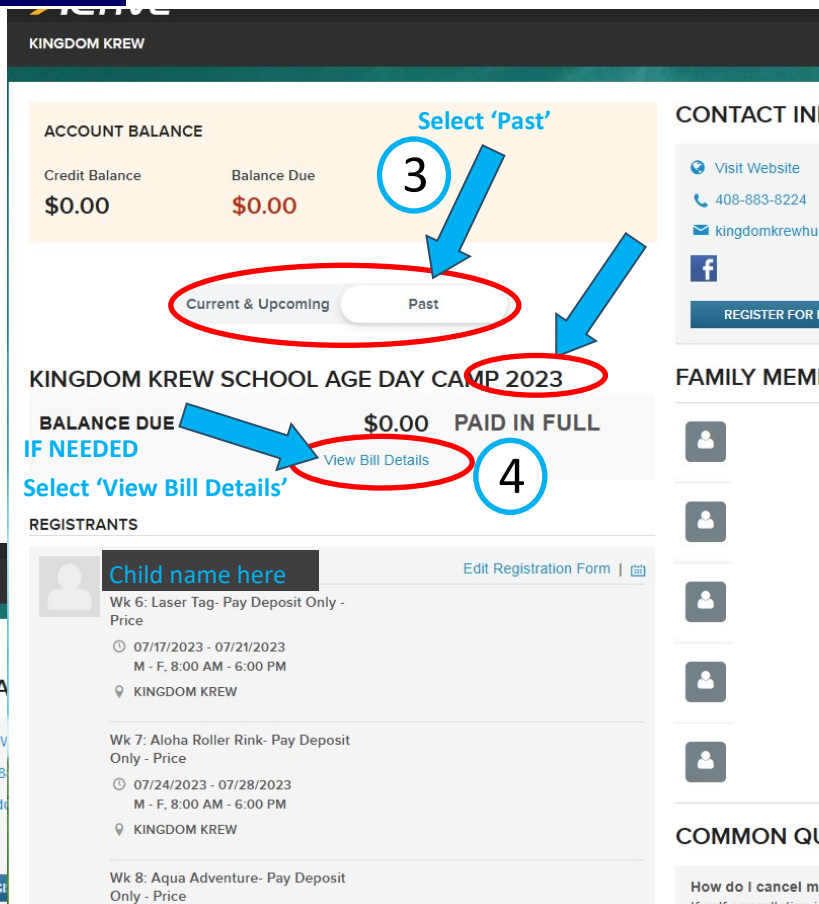 KINGDOM KREW
ACCOUNT BALANCE
Credit Balance Balance Due
$0.00 $0.00
Select ‘Past’
3
Current & Upcoming Past
KINGDOM KREW SCHOOL AGE DAY CAMP 2023
BALANCE DUE $0.00 PAID IN FULL
IF NEEDED
View Bill Details
Select ‘View Bill Details’
4
REGISTRANTS
Child name here
Edit Registration Form |
Wk 6: Laser Tag- Pay Deposit Only -
Price
07/17/2023 - 07/21/2023
M - F, 8:00 AM - 6:00 PM
KINGDOM KREW
Wk 7: Aloha Roller Rink- Pay Deposit
Only - Price
07/24/2023 - 07/28/2023
M - F, 8:00 AM - 6:00 PM
KINGDOM KREW
Wk 8: Aqua Adventure- Pay Deposit
Only - Price
CONTACT
Visit Website
408-883-8224
kingdomkrewhu
f
REGISTER FOR
FAMILY MEM
COMMON QU
How do I cancel m